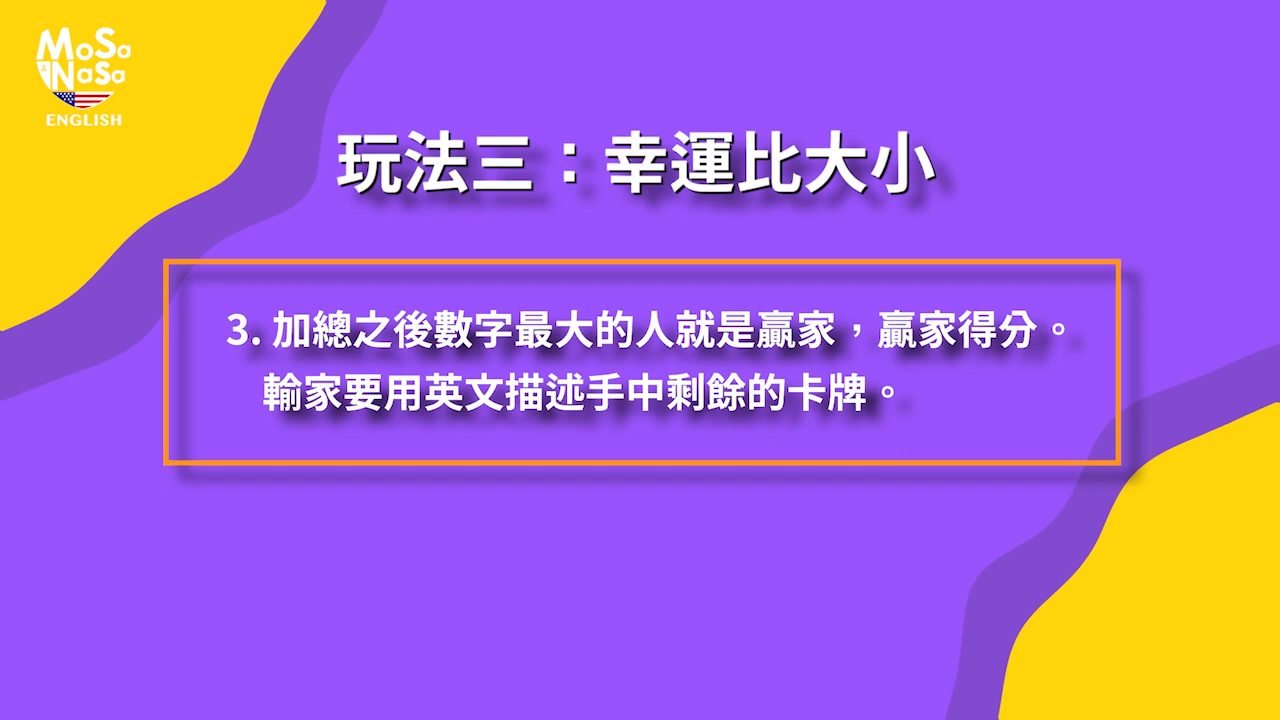 MoSa
&NaSa
ENGLISH
玩法三：幸運比大小
3. 加總之後數字最大的人就是贏家，贏家得分。
輸家要用英文描述手中剩餘的卡牌。